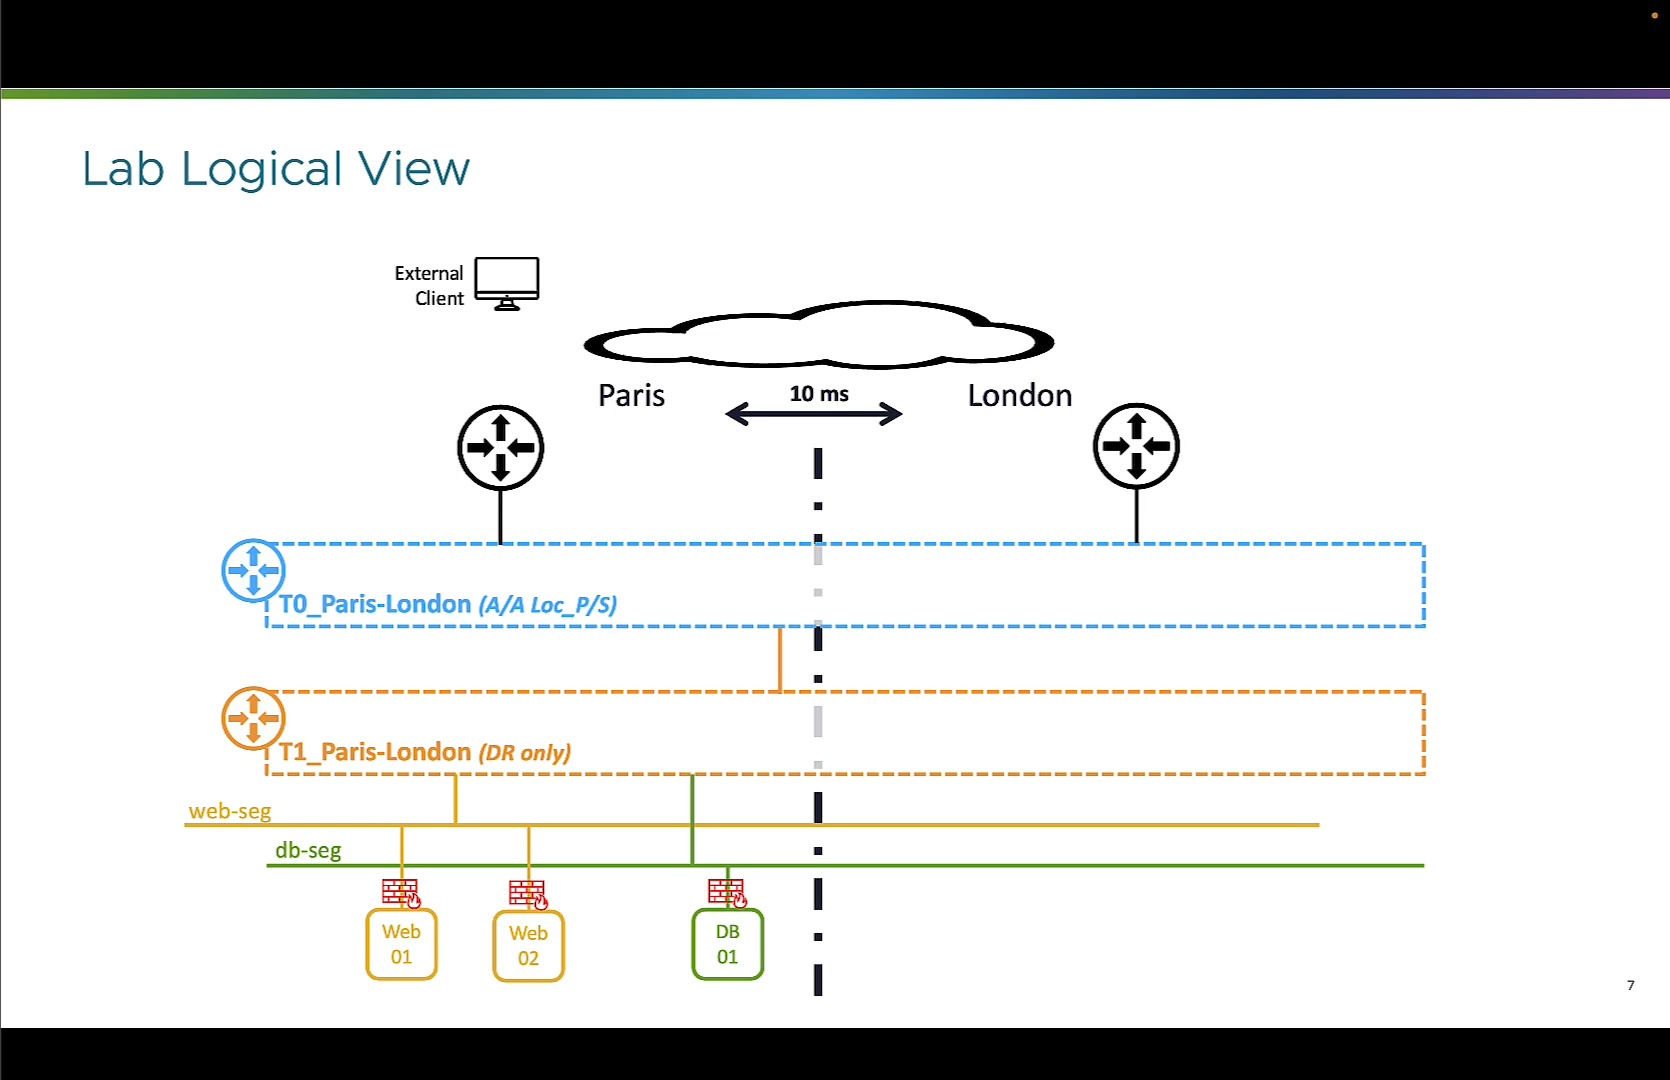 Lab Logical View
External
Client
Paris
10 ms
London
T0_Paris-London (A/A Loc_P/S)
T1_Paris-London (DR only)
web-seg
db-seg
Web
01
Web
02
DB
01
7